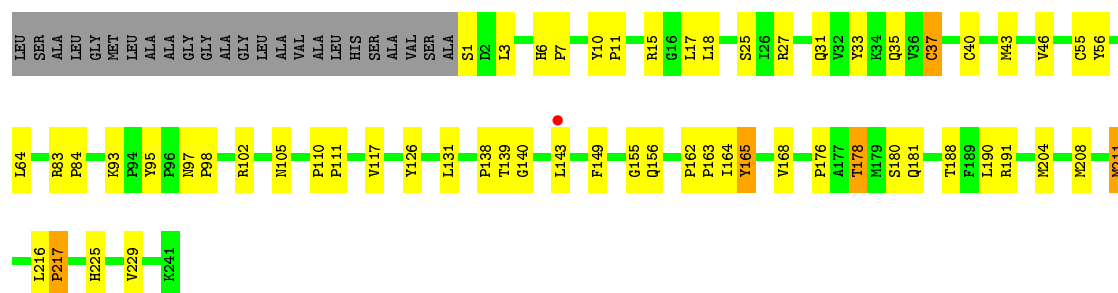 LEU SER ALA LEU GLY MET LEU ALA ALA GLY GLY ALA GLY LEU ALA VAL ALA LEU HIS SER ALA VAL SER ALA S1 D2 L3 H6 P7 Y10 P11 R15 G16 L17 L18 S25 I26 R27 Q31 V32 Y33 K34 Q35 V36 C37 C40 M43 V46 C55 Y56
L64 R83 P84 K93 P94 Y95 P96 N97 P98 R102 N105 P110 P111 V117 Y126 L131 P138 T139 G140 L143 F149 G155 Q156 P162 P163 I164 Y165 V168 P176 A177 T178 M179 S180 Q181 T188 F189 L190 R191 M204 M208 M211
L216 P217 H225 V229 K241